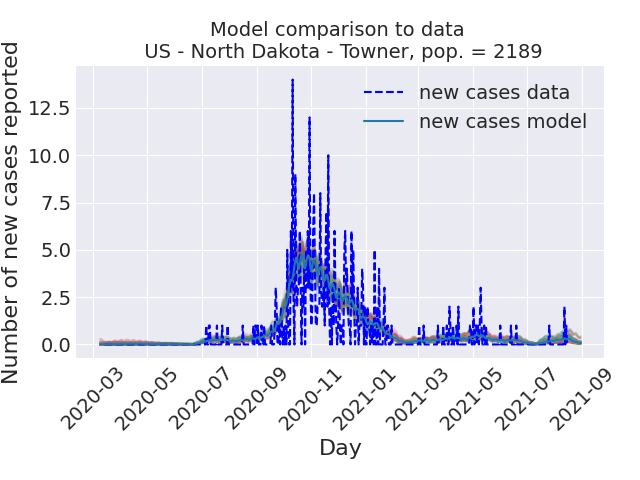 Model comparison to data
US - North Dakota - Towner, pop. = 2189
Number of new cases reported
12.5
10.0
7.5
5.0
2.5
0.0
new cases data
new cases model
2020-03
2020-05
2020-07
2020-09
2020-11
2021-01
2021-03
2021-05
2021-07
2021-09
Day